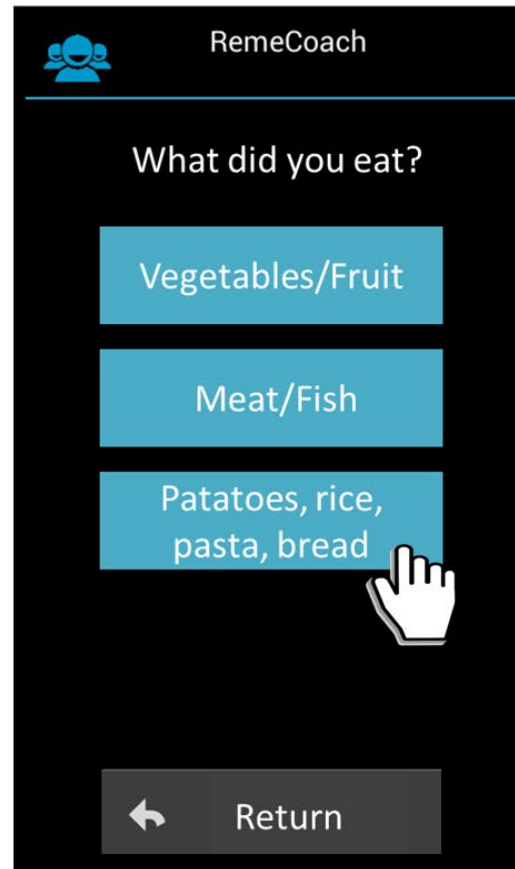 RemeCoach
What did you eat?
Vegetables/Fruit
Meat/Fish
Patatoes, rice,
pasta, bread
Return